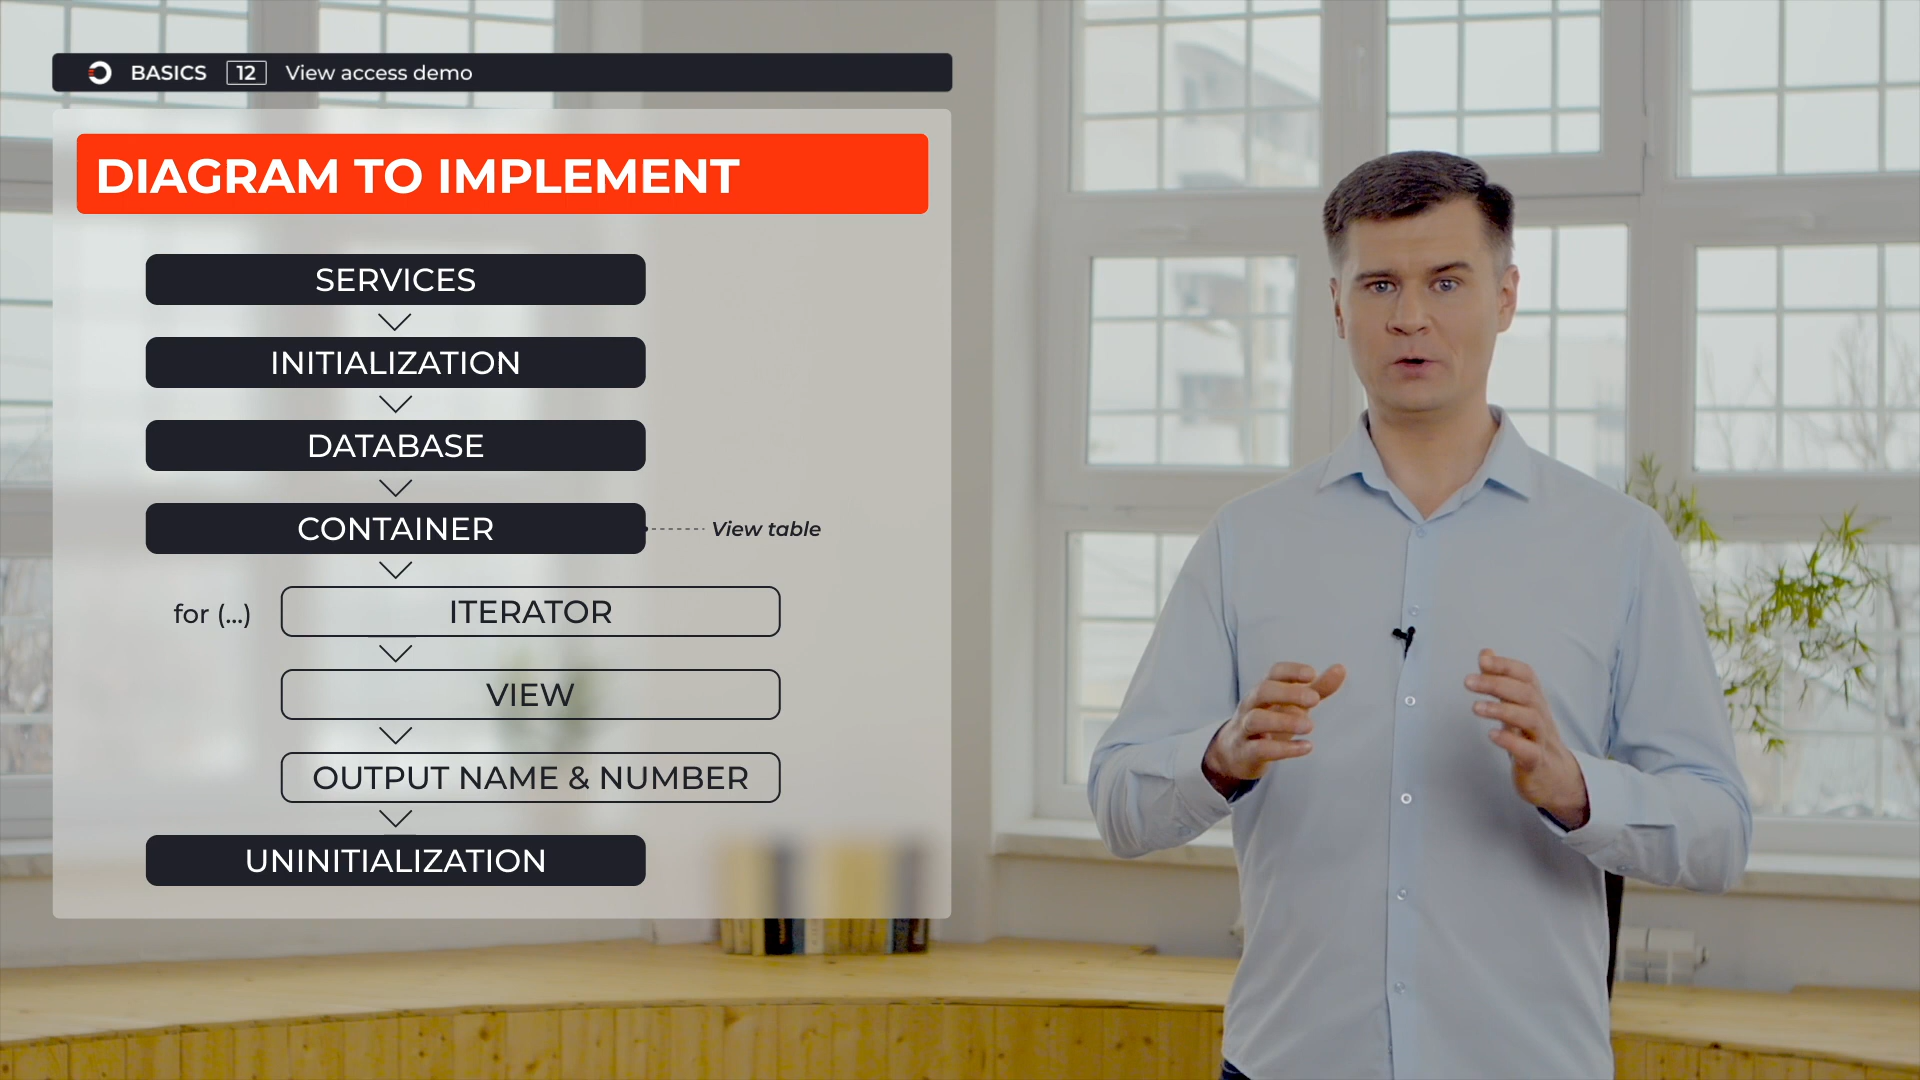 BASICS 12 View access demo
DIAGRAM TO IMPLEMENT
SERVICES
INITIALIZATION
DATABASE
CONTAINER View table
for (...) ITERATOR
VIEW
OUTPUT NAME & NUMBER
UNINITIALIZATION